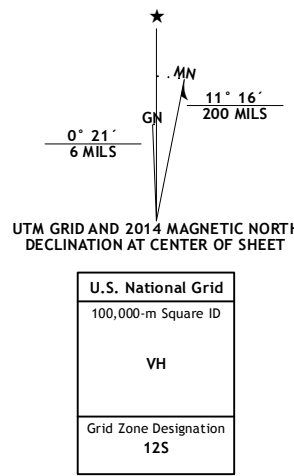 ★
MN
GN
11° 16´
200 MILS
0° 21´
6 MILS
UTM GRID AND 2014 MAGNETIC NORTH
DECLINATION AT CENTER OF SHEET
U.S. National Grid
100,000-m Square ID
VH
Grid Zone Designation
12S